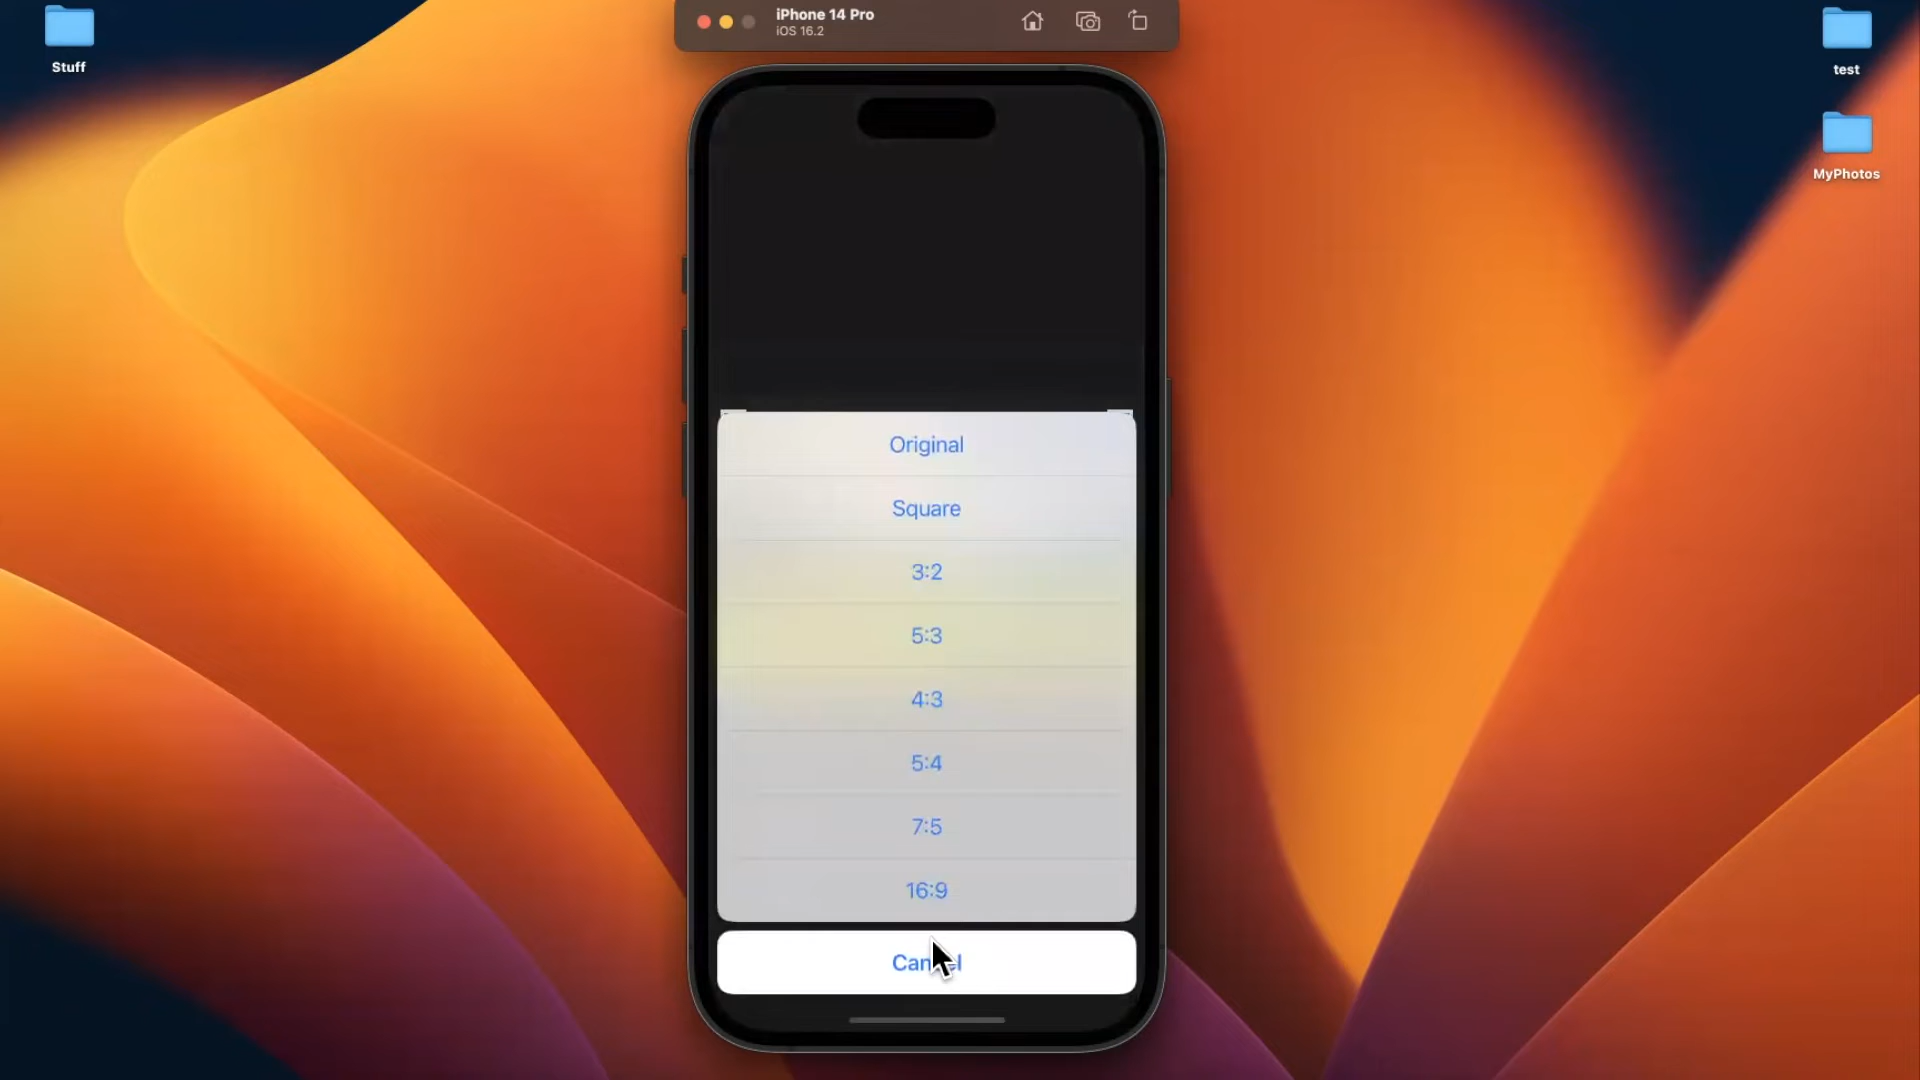 Stuff
iPhone 14 Pro
iOS 16.2
test
MyPhotos
Original
Square
3:2
5:3
4:3
5:4
7:5
16:9